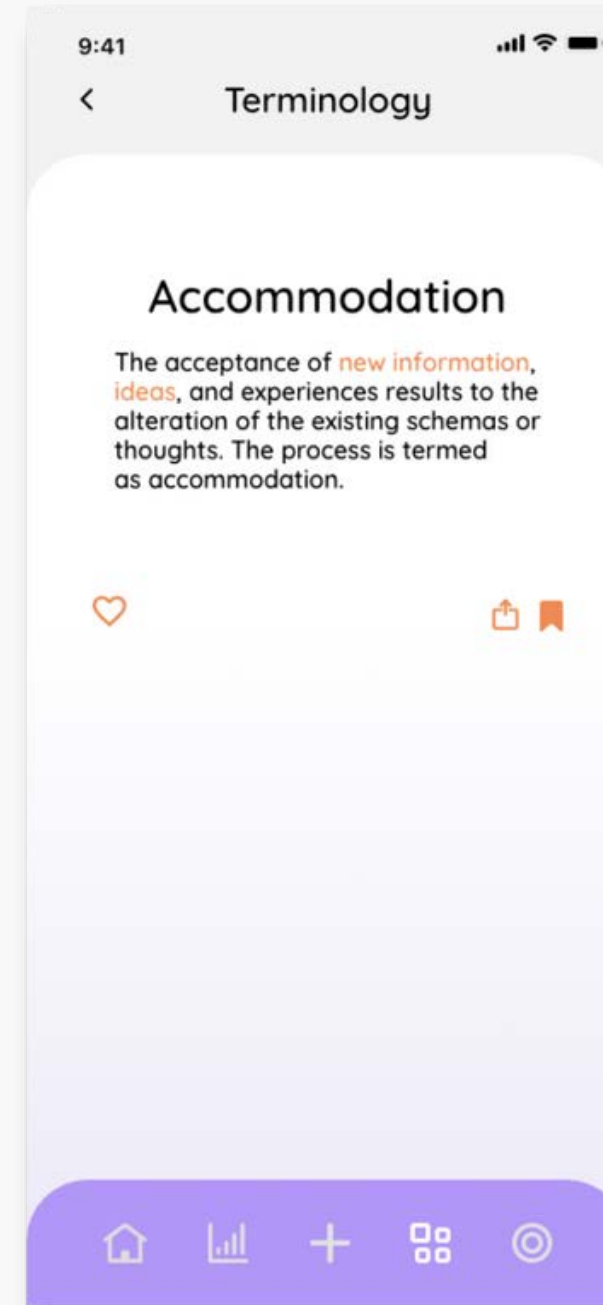 9:41
Terminology
Accommodation
The acceptance of new information,
ideas, and experiences results to the
alteration of the existing schemas or
thoughts. The process is termed
as accommodation.